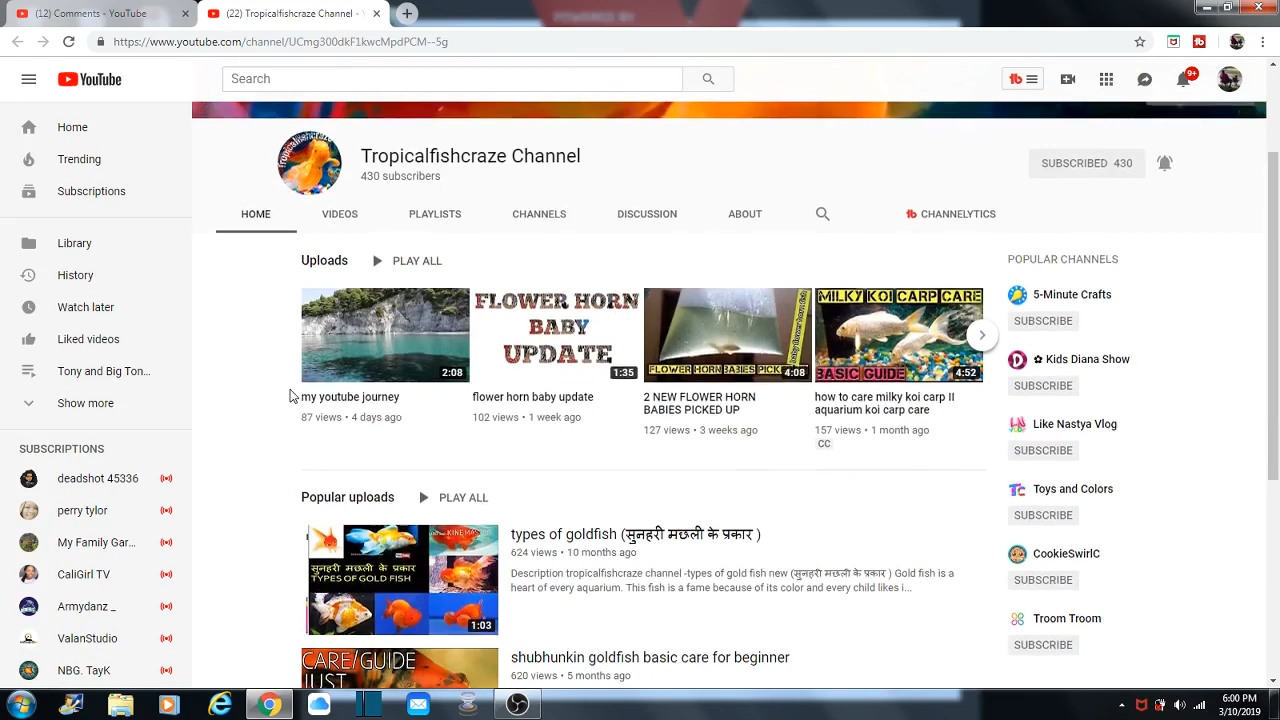 POWERED BY
(22) Comments - YouTube
(22) Tropicalfishcraze Channel -
https://www.youtube.com/channel/UCmg300dkF1kwcMpdPCM--5g
YouTube
Search
tb
9+
Home
Trending
Subscriptions
Library
History
Watch later
Liked videos
Tony and Big Ton...
Show more
SUBSCRIPTIONS
deadshot 45336
perry tylor
My Family Gar...
CaliGirl TV
Armydanz _
ValanStudio
NBG. TayK
Tropicalfishcraze Channel
430 subscribers
SUBSCRIBED 430
HOME
VIDEOS
PLAYLISTS
CHANNELS
DISCUSSION
ABOUT
tb CHANNELYTICS
Uploads
PLAY ALL
2:08
my youtube journey
87 views • 4 days ago
FLOWER HORN
BABY
UPDATE
1:35
flower horn baby update
102 views • 1 week ago
FLOWER HORN BABIES PICK
4:08
2 NEW FLOWER HORN
BABIES PICKED UP
127 views • 3 weeks ago
MILKY KOI CARP CARE
BASIC GUIDE
4:52
how to care milky koi carp II
aquarium koi carp care
157 views • 1 month ago
CC
Popular uploads
PLAY ALL
KINEMAS
सुनहरी मछली के प्रकार
TYPES OF GOLD FISH
1:03
types of goldfish (सुनहरी मछली के प्रकार )
624 views • 10 months ago
Description tropicalfishcraze channel -types of gold fish new (सुनहरी मछली के प्रकार ) Gold fish is a
heart of every aquarium. This fish is a fame because of its color and every child likes i...
CARE/GUIDE
JUST
shubhunkin goldfish basic care for beginner
620 views • 5 months ago
POPULAR CHANNELS
5-Minute Crafts
SUBSCRIBE
✿ Kids Diana Show
SUBSCRIBE
Like Nastya Vlog
SUBSCRIBE
Toys and Colors
SUBSCRIBE
CookieSwirlC
SUBSCRIBE
Troom Troom
SUBSCRIBE
6:00 PM
3/10/2019